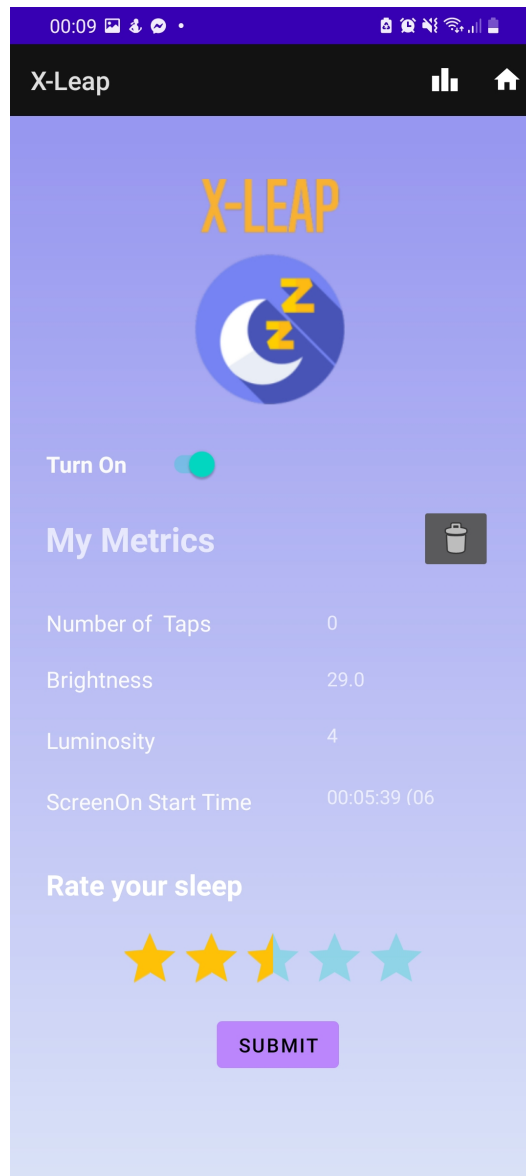 00:09
X-Leap
X-LEAP
Z
Z
Turn On
My Metrics
Number of Taps 0
Brightness 29.0
Luminosity 4
ScreenOn Start Time 00:05:39 (06
Rate your sleep
SUBMIT